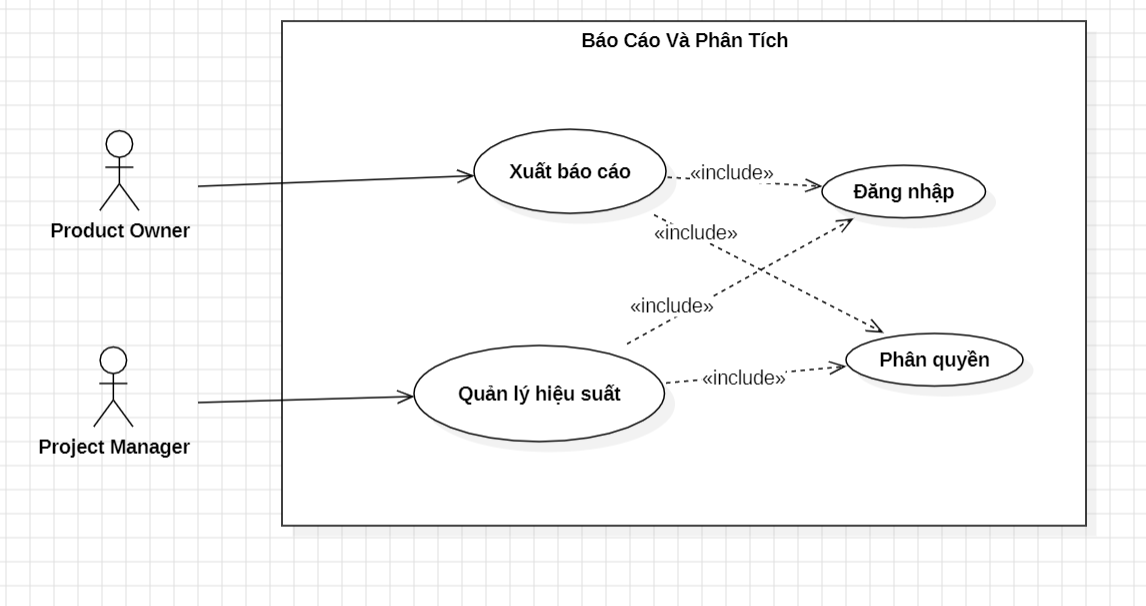 Báo Cáo Và Phân Tích
Product Owner
Xuất báo cáo
«include»
Đăng nhập
«include»
«include»
Project Manager
Quản lý hiệu suất
«include»
Phân quyền